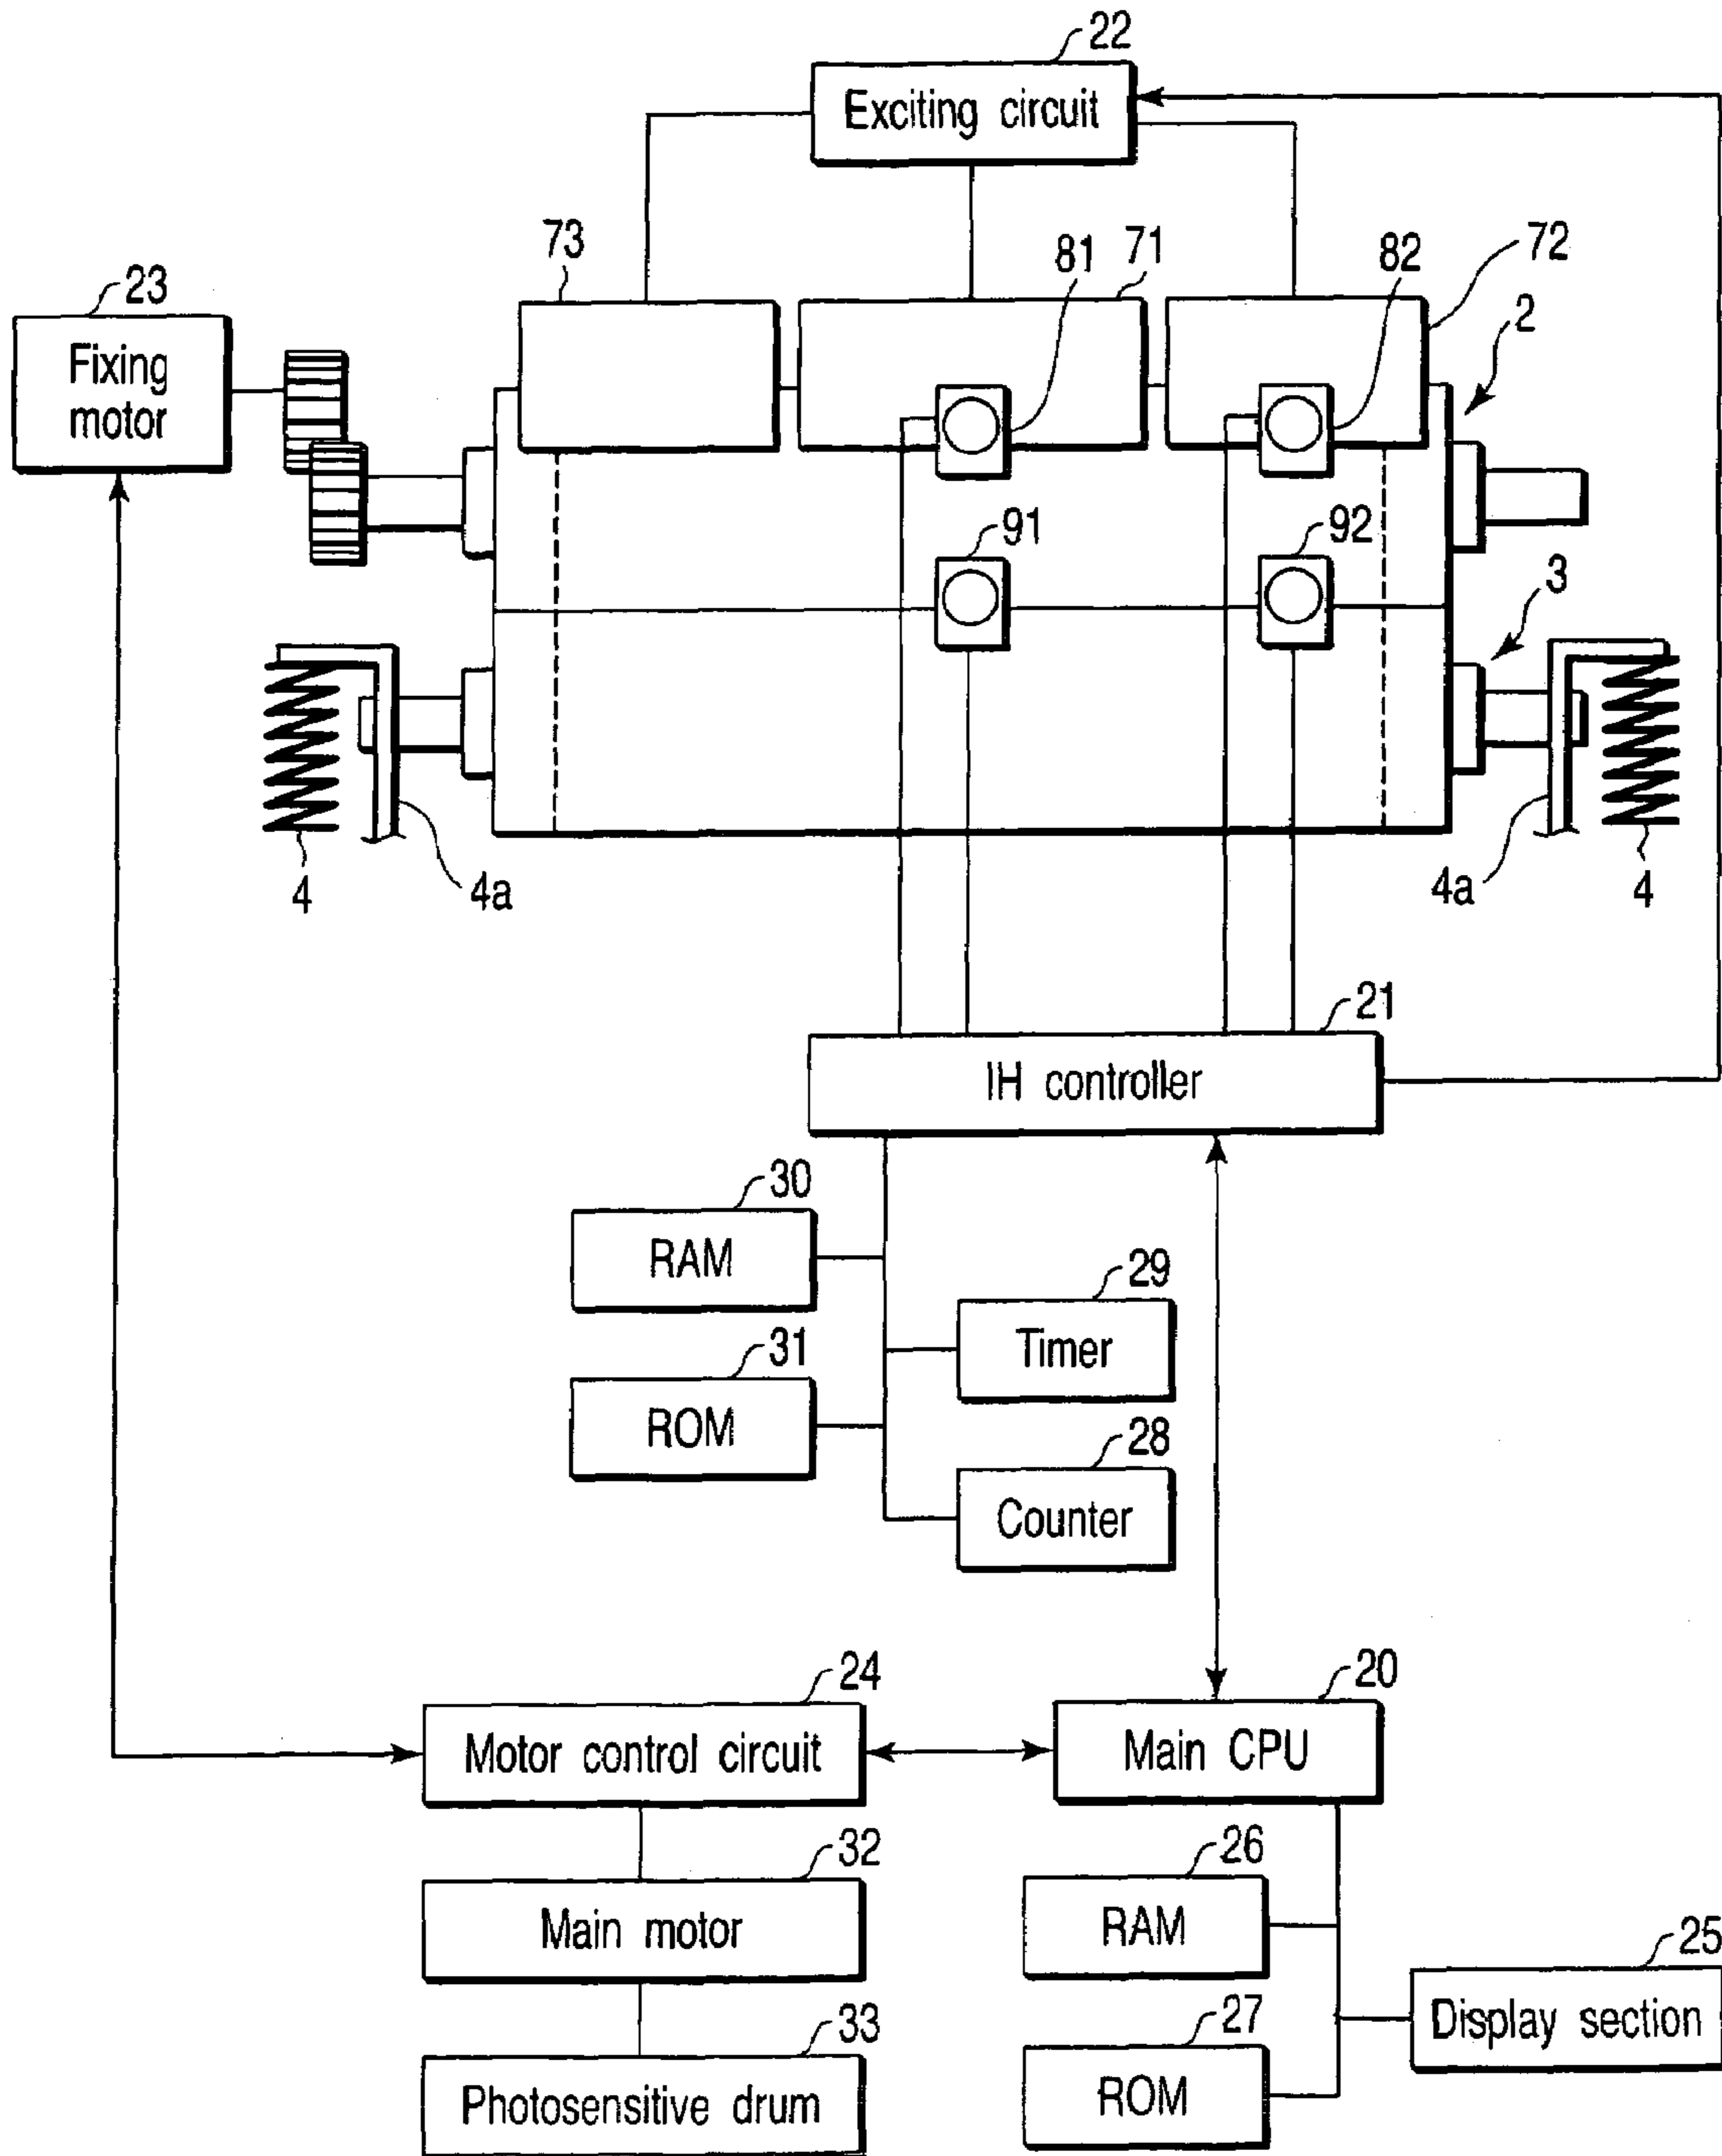 22
Exciting circuit
73
81
71
82
72
2
23
Fixing
motor
91
92
3
4
4a
4a
4
21
IH controller
30
RAM
29
Timer
31
ROM
28
Counter
24
Motor control circuit
20
Main CPU
32
Main motor
26
RAM
25
Display section
33
Photosensitive drum
27
ROM